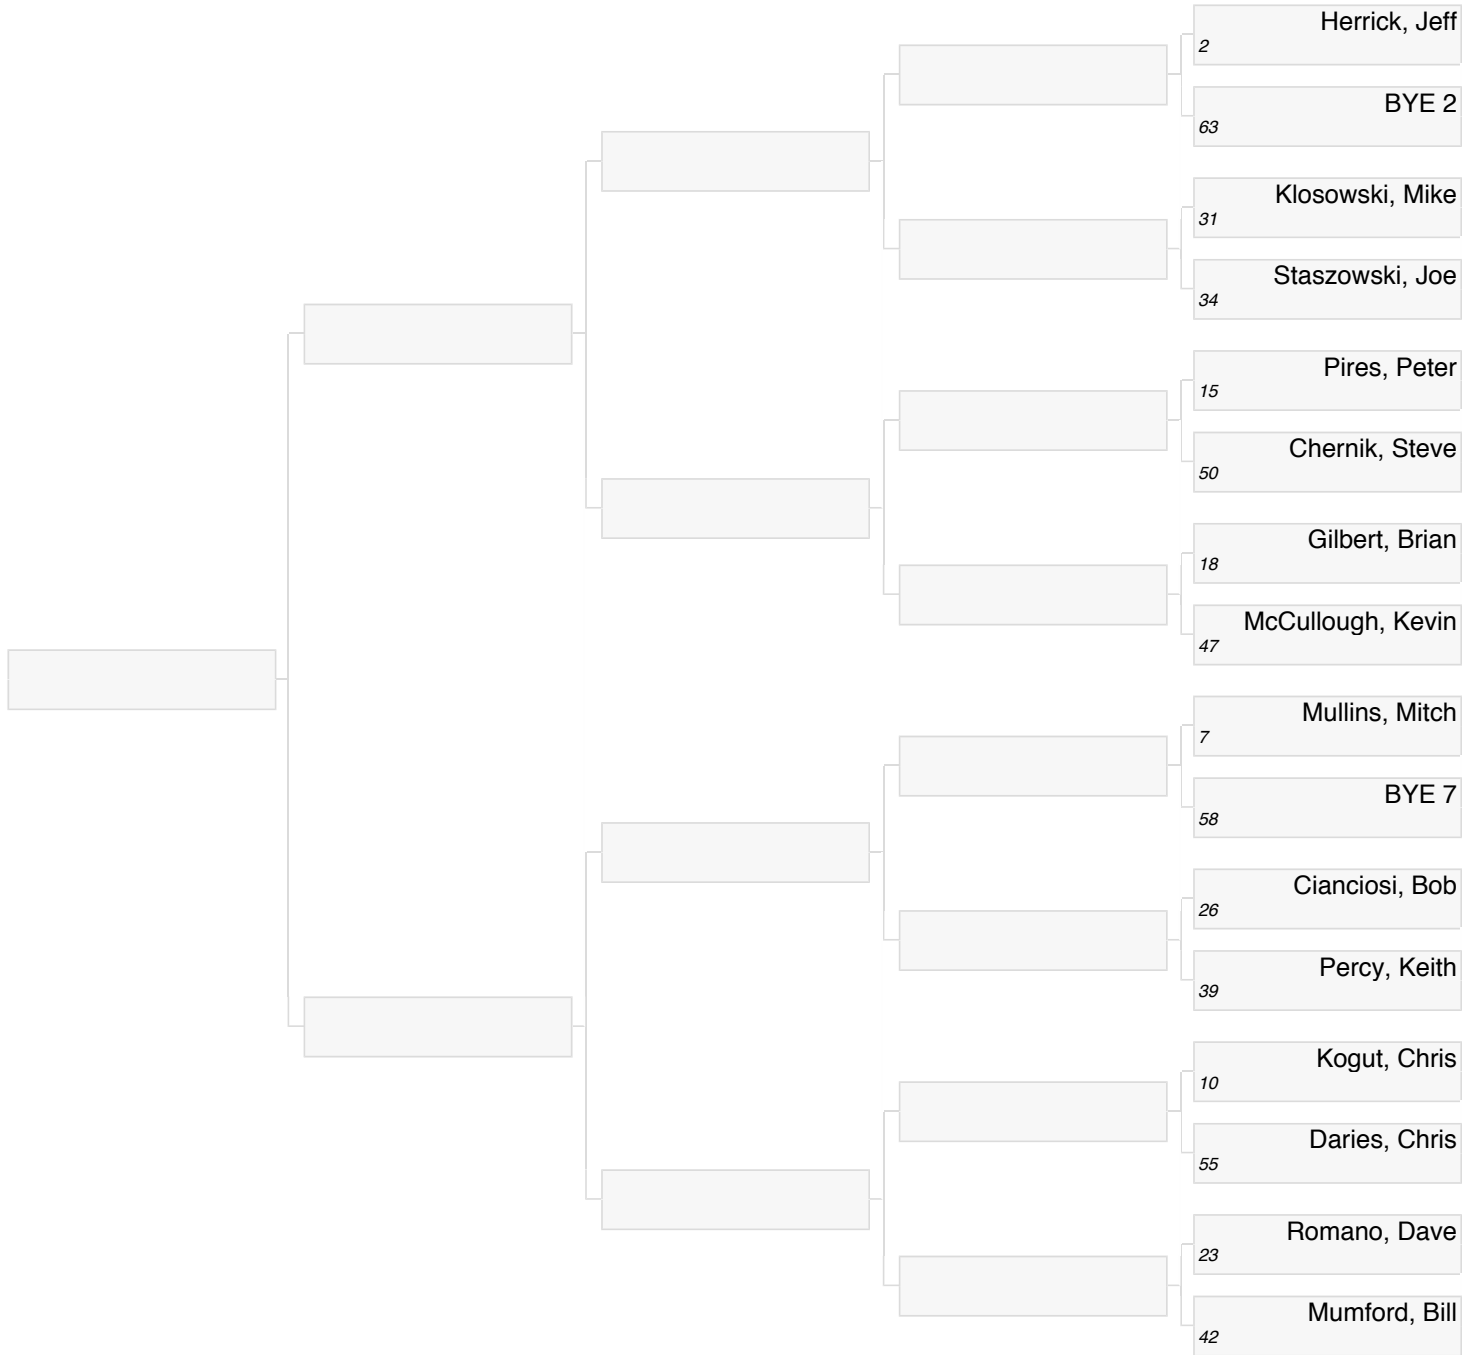 Herrick, Jeff
2
BYE 2
63
Klosowski, Mike
31
Staszowski, Joe
34
Pires, Peter
15
Chernik, Steve
50
Gilbert, Brian
18
McCullough, Kevin
47
Mullins, Mitch
7
BYE 7
58
Cianciosi, Bob
26
Percy, Keith
39
Kogut, Chris
10
Daries, Chris
55
Romano, Dave
23
Mumford, Bill
42